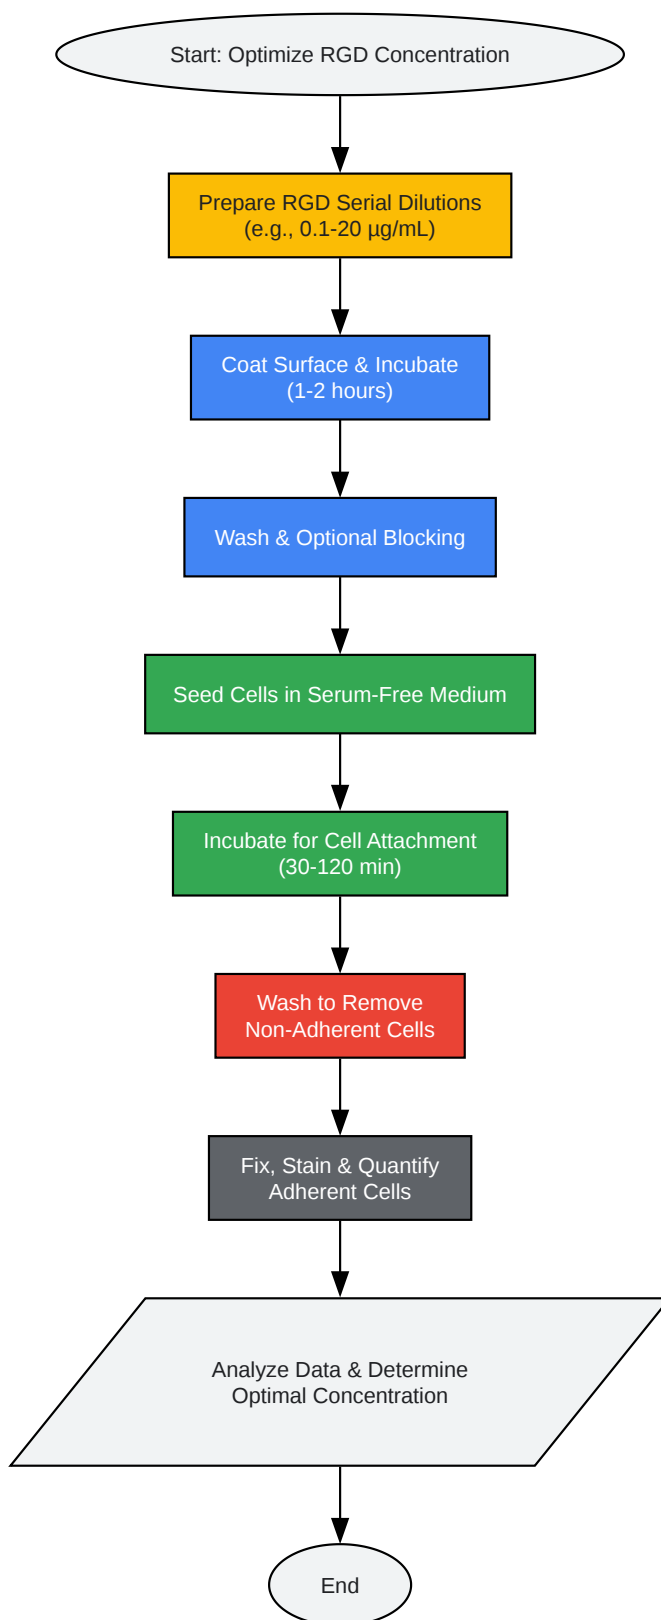 Start: Optimize RGD Concentration
Prepare RGD Serial Dilutions
(e.g., 0.1-20 µg/mL)
Coat Surface & Incubate
(1-2 hours)
Wash & Optional Blocking
Seed Cells in Serum-Free Medium
Incubate for Cell Attachment
(30-120 min)
Wash to Remove
Non-Adherent Cells
Fix, Stain & Quantify
Adherent Cells
Analyze Data & Determine
Optimal Concentration
End